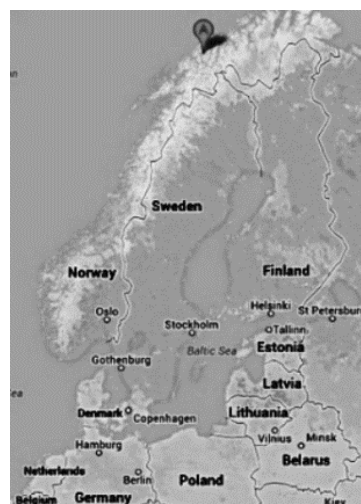 A
Sweden
Norway
Finland
Oslo
Helsinki
St Petersburg
Stockholm
Tallinn
Estonia
Baltic Sea
Gothenburg
Latvia
Denmark
Copenhagen
Lithuania
Vilnius
Minsk
Hamburg
Belarus
Netherlands
Berlin
Poland
Belgium
Germany